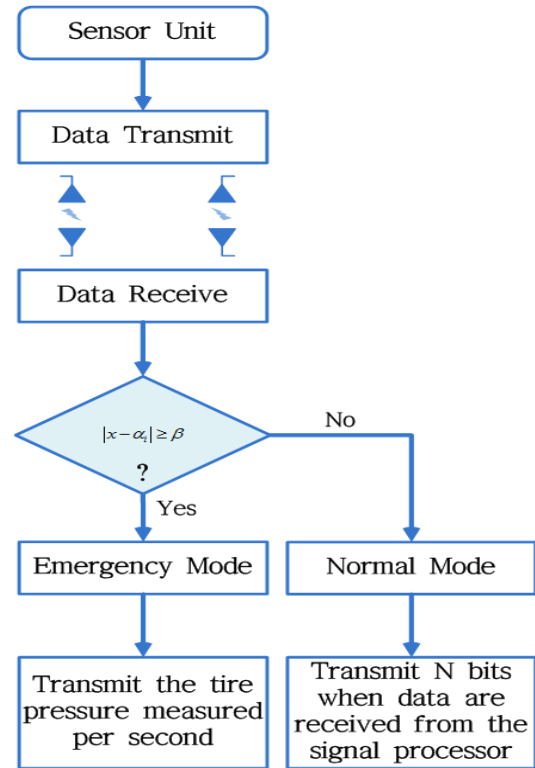 Sensor Unit
Data Transmit
Data Receive
|x-αᵢ|≥β
?
No
Yes
Emergency Mode
Normal Mode
Transmit the tire
pressure measured
per second
Transmit N bits
when data are
received from the
signal processor